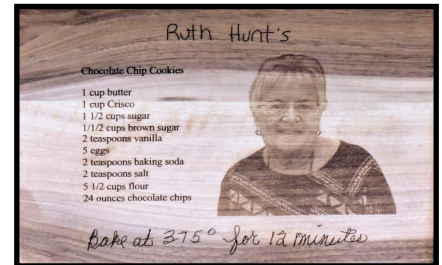 Ruth Hunt's
Chocolate Chip Cookies
1 cup butter
1 cup Crisco
1 1/2 cups sugar
1/1/2 cups brown sugar
2 teaspoons vanilla
5 eggs
2 teaspoons baking soda
2 teaspoons salt
5 1/2 cups flour
24 ounces chocolate chips
Bake at 375° for 12 minutes